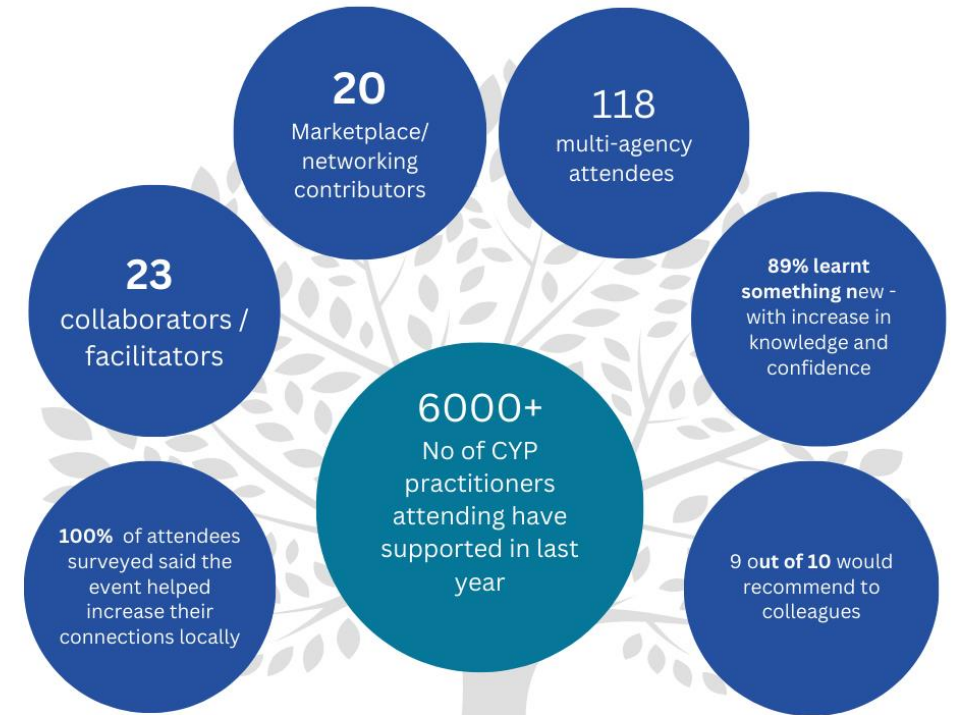 20
Marketplace/
networking
contributors
118
multi-agency
attendees
23
collaborators /
facilitators
89% learnt
something new -
with increase in
knowledge and
confidence
6000+
No of CYP
practitioners
attending have
supported in last
year
100% of attendees
surveyed said the
event helped
increase their
connections locally
9 out of 10 would
recommend to
colleagues